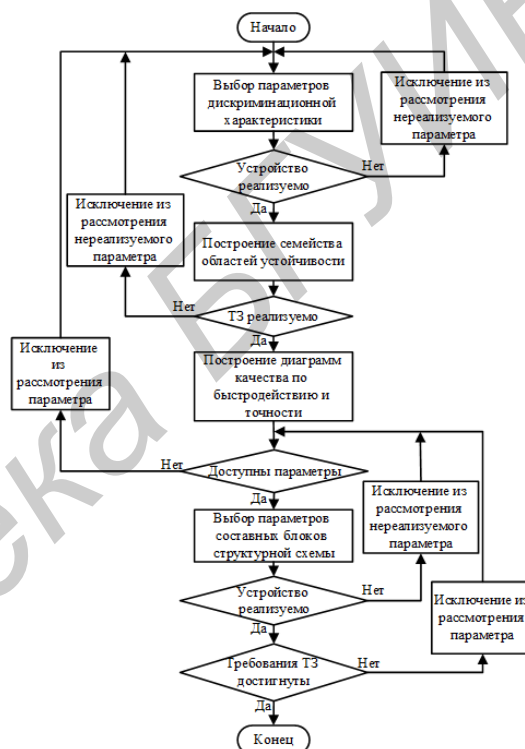 Начало
Выбор параметров
дискриминационной
характеристики
Исключение из
рассмотрения
нереализуемого
параметра
Устройство
реализуемо
Нет
Да
Исключение из
рассмотрения
нереализуемого
параметра
Построение семейства
областей устойчивости
Нет
ТЗ реализуемо
Да
Исключение
из
рассмотрения
параметра
Построение диаграмм
качества по
быстродействию и
точности
Нет
Доступны параметры
Да
Исключение из
рассмотрения
нереализуемого
параметра
Выбор параметров
составных блоков
структурной схемы
Устройство
реализуемо
Нет
Да
Исключение из
рассмотрения
параметра
Требования ТЗ
достигнуты
Нет
Да
Конец
ека БГУИ